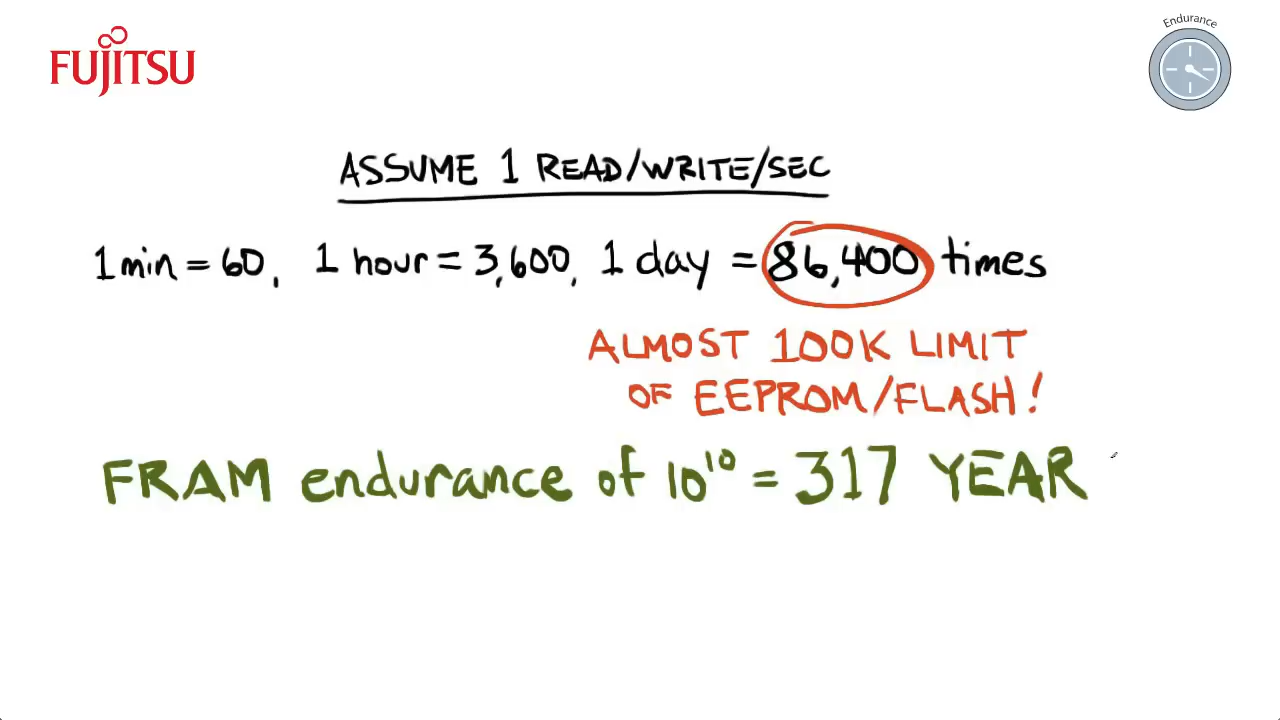 FUJITSU
Endurance
ASSUME 1 READ/WRITE/SEC
1 min = 60, 1 hour = 3,600, 1 day = 86,400 times
ALMOST 100K LIMIT
OF EEPROM/FLASH!
FRAM endurance of 10¹⁰ = 317 YEAR